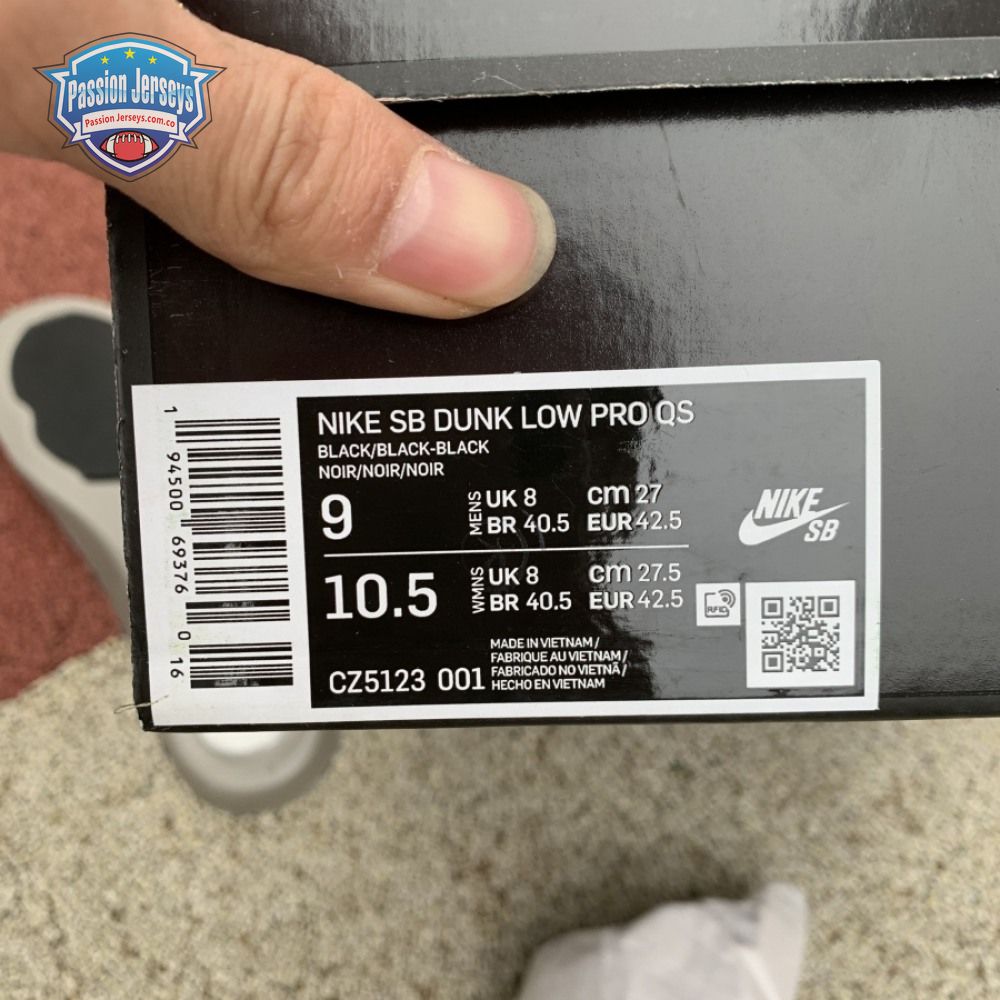 Passion Jerseys
Passion Jerseys.com.co
NIKE SB DUNK LOW PRO QS
BLACK/BLACK-BLACK
NOIR/NOIR/NOIR
9
MENS
UK 8 cm 27
BR 40.5 EUR 42.5
10.5
WMNS
UK 8 cm 27.5
BR 40.5 EUR 42.5
NIKE
SB
RFID
CZ5123 001
MADE IN VIETNAM /
FABRIQUE AU VIETNAM /
FABRICADO NO VIETNÃ /
HECHO EN VIETNAM
1 94500 69376 0 16